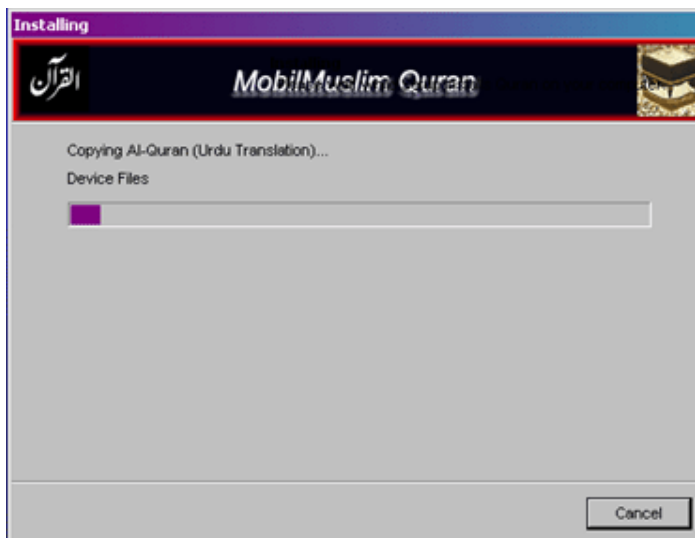 Installing
القرآن
MobilMuslim Quran
Copying Al-Quran (Urdu Translation)...
Device Files
Cancel